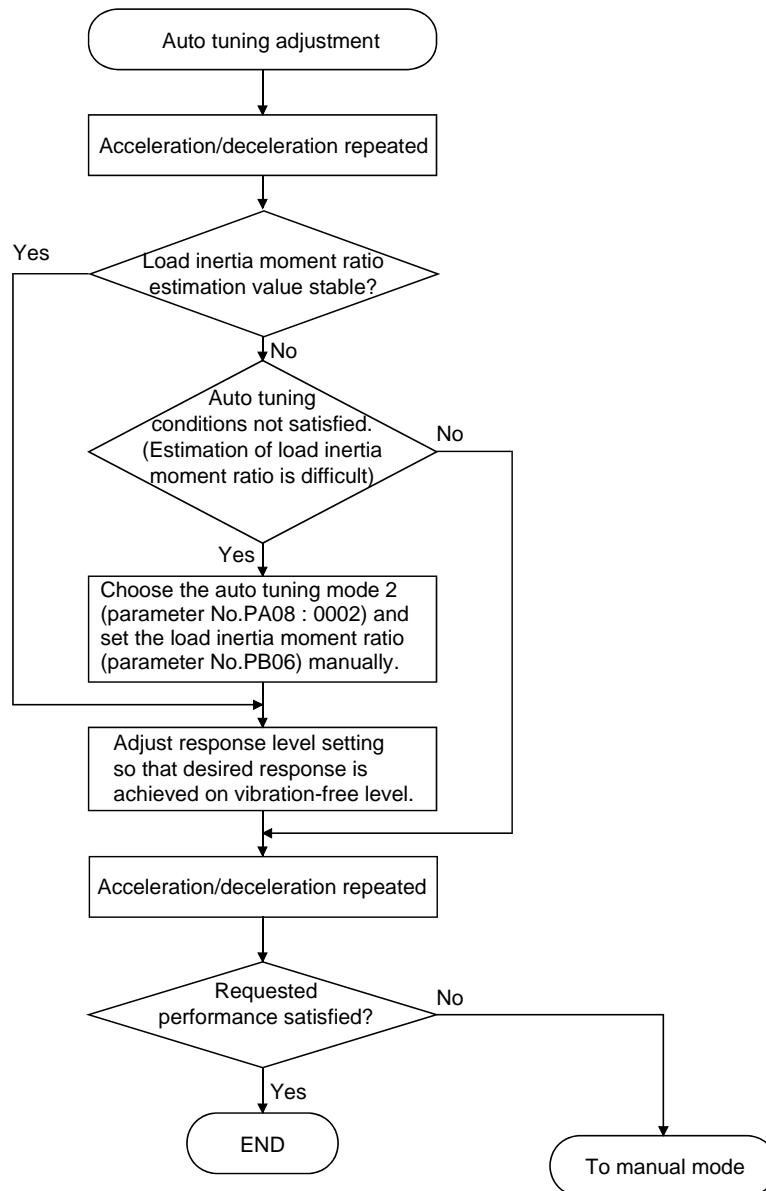 Auto tuning adjustment
Acceleration/deceleration repeated
Yes
Load inertia moment ratio
estimation value stable?
No
Auto tuning
conditions not satisfied.
(Estimation of load inertia
moment ratio is difficult)
No
Yes
Choose the auto tuning mode 2
(parameter No.PA08 : 0002) and
set the load inertia moment ratio
(parameter No.PB06) manually.
Adjust response level setting
so that desired response is
achieved on vibration-free level.
Acceleration/deceleration repeated
Requested
performance satisfied?
No
Yes
END
To manual mode